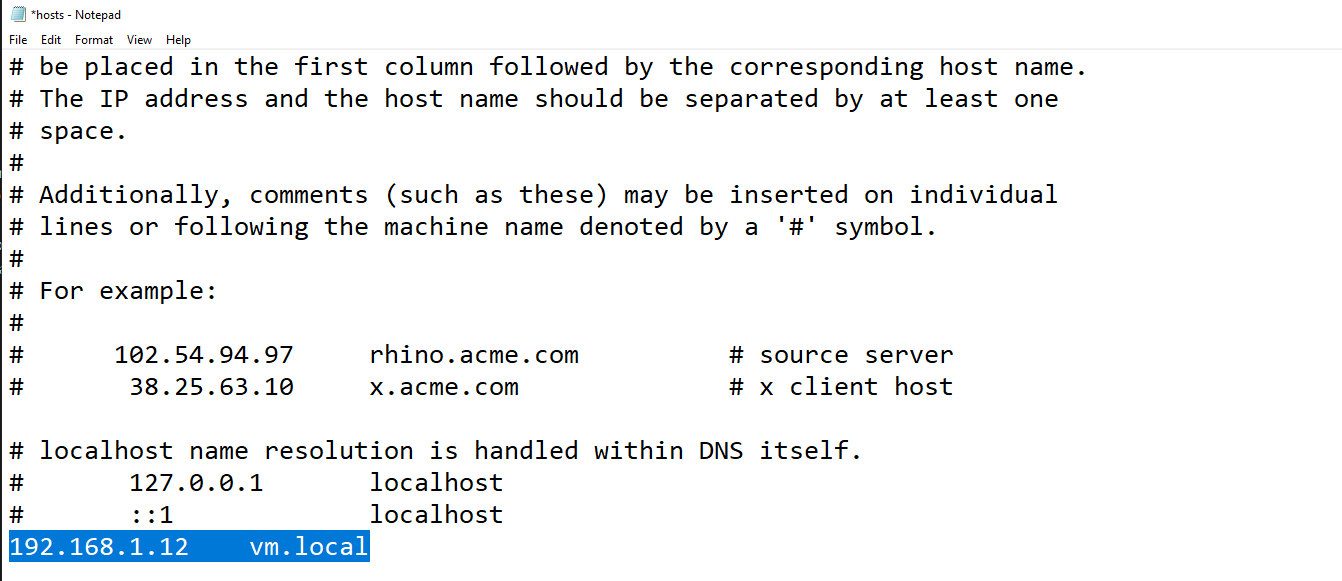 *hosts - Notepad
File Edit Format View Help
# be placed in the first column followed by the corresponding host name.
# The IP address and the host name should be separated by at least one
# space.
#
# Additionally, comments (such as these) may be inserted on individual
# lines or following the machine name denoted by a '#' symbol.
#
# For example:
#
#      102.54.94.97     rhino.acme.com          # source server
#       38.25.63.10     x.acme.com              # x client host

# localhost name resolution is handled within DNS itself.
#       127.0.0.1       localhost
#       ::1             localhost
192.168.1.12    vm.local